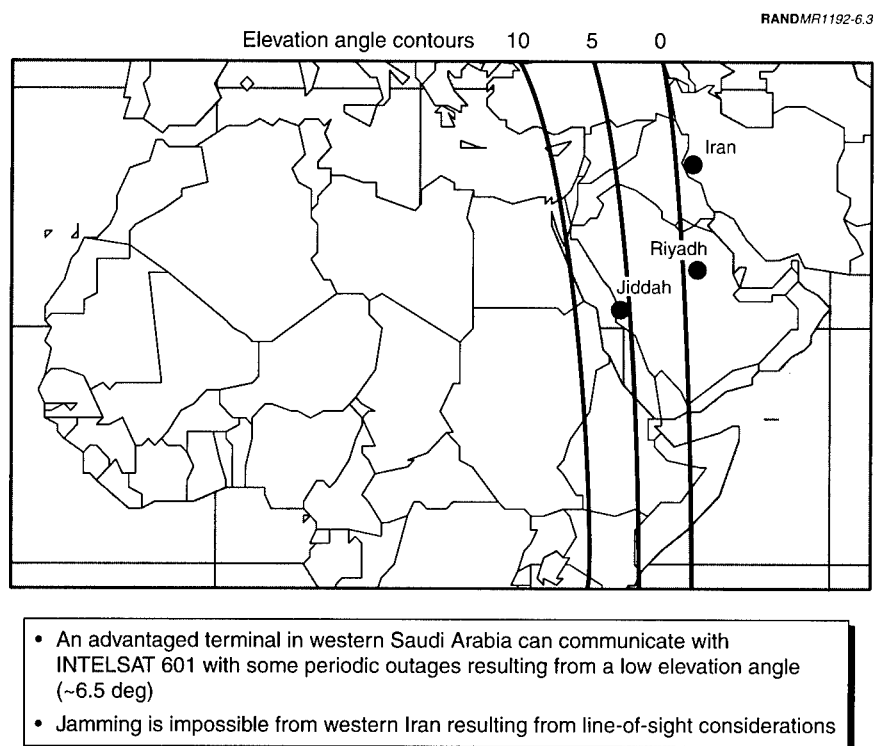 RANDMR1192-6.3
Elevation angle contours 10 5 0
Iran
Riyadh
Jiddah
• An advantaged terminal in western Saudi Arabia can communicate with
INTELSAT 601 with some periodic outages resulting from a low elevation angle
(~6.5 deg)
• Jamming is impossible from western Iran resulting from line-of-sight considerations